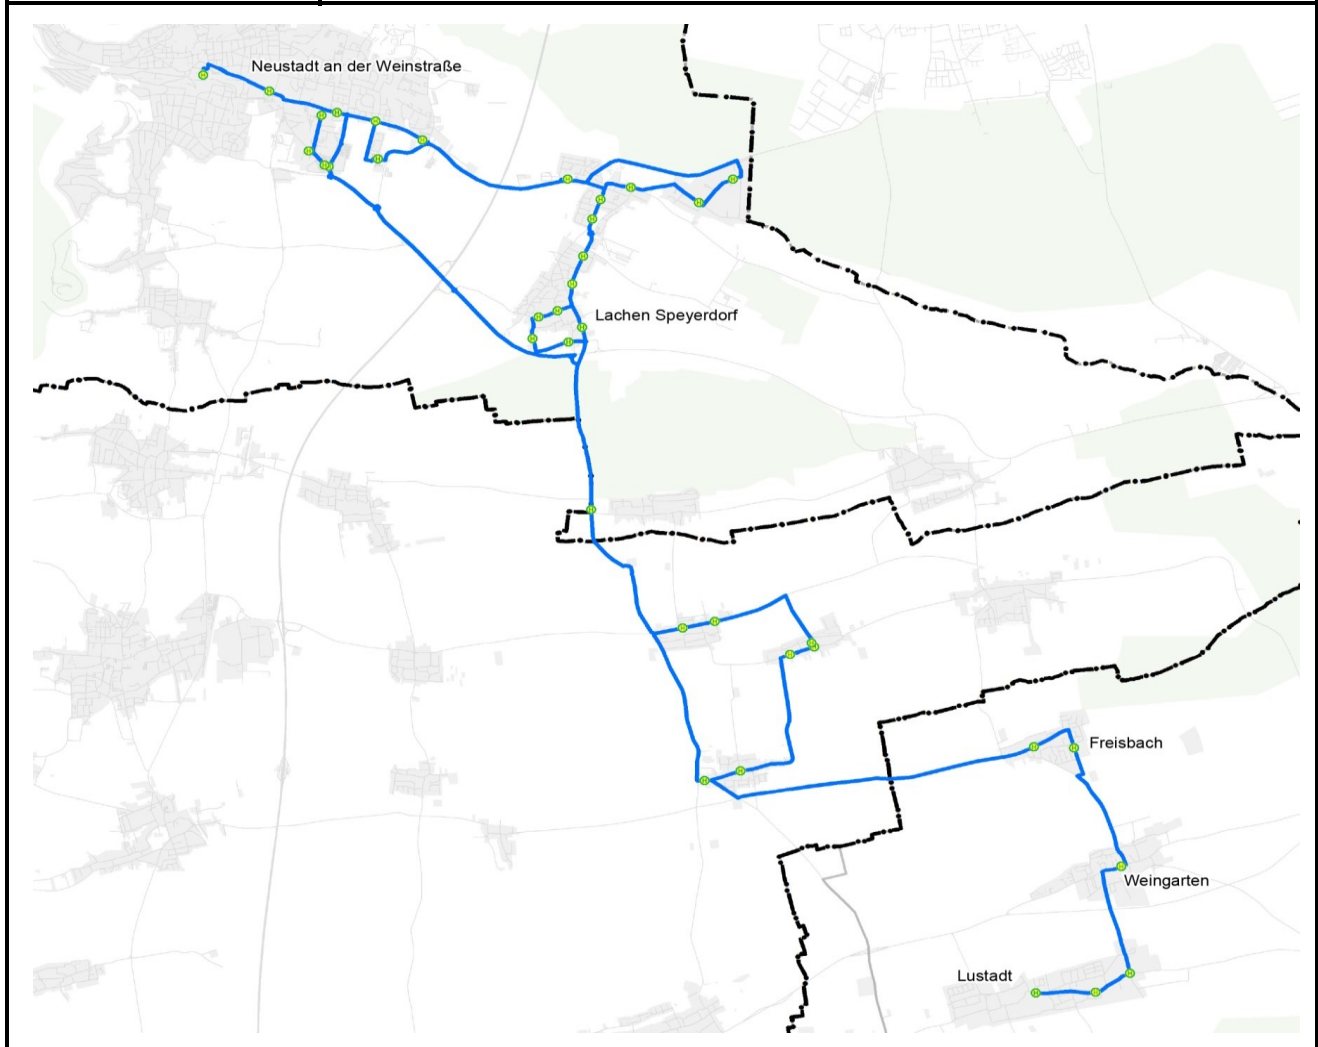 Neustadt an der Weinstraße
Lachen Speyerdorf
Freisbach
Weingarten
Lustadt